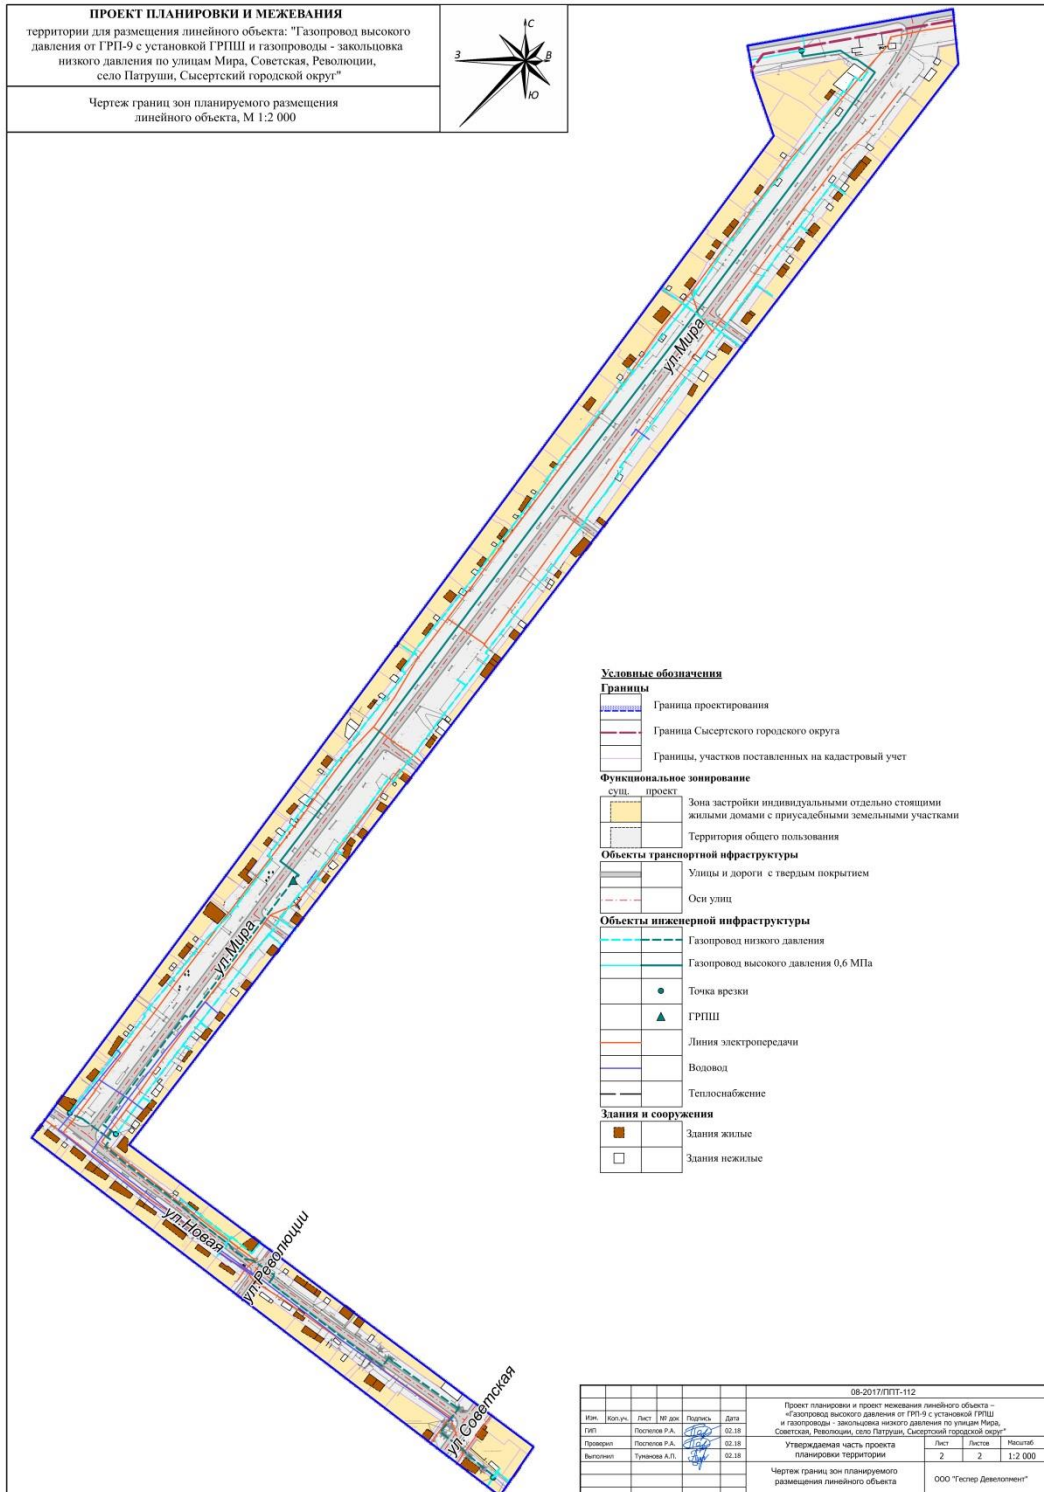 ПРОЕКТ ПЛАНИРОВКИ И МЕЖЕВАНИЯ
территории для размещения линейного объекта: "Газопровод высокого
давления от ГРП-9 с установкой ГРПШ и газопроводы - закольцовка
низкого давления по улицам Мира, Советская, Революции,
село Патруши, Сысертский городской округ"
Чертеж границ зон планируемого размещения
линейного объекта, М 1:2 000
С
З
В
Ю
ул.Мира
ул.Мира
ул.Новая
ул.Революции
ул.Советская
Условные обозначения
Границы
Граница проектирования
Граница Сысертского городского округа
Границы, участков поставленных на кадастровый учет
Функциональное зонирование
сущ. проект
Зона застройки индивидуальными отдельно стоящими
жилыми домами с приусадебными земельными участками
Территория общего пользования
Объекты транспортной нфраструктуры
Улицы и дороги с твердым покрытием
Оси улиц
Объекты инженерной инфраструктуры
Газопровод низкого давления
Газопровод высокого давления 0,6 МПа
Точка врезки
ГРПШ
Линия электропередачи
Водовод
Теплоснабжение
Здания и сооружения
Здания жилые
Здания нежилые
08-2017/ППТ-112
Проект планировки и проект межевания линейного объекта –
«Газопровод высокого давления от ГРП-9 с установкой ГРПШ
и газопроводы - закольцовка низкого давления по улицам Мира,
Советская, Революции, село Патруши, Сысертский городской округ"
Изм. Кол.уч. Лист № док Подпись Дата
ГИП Поспелов Р.А. 02.18
Проверил Поспелов Р.А. 02.18
Выполнил Туманова А.П. 02.18
Утверждаемая часть проекта
планировки территории
Лист Листов Масштаб
2 2 1:2 000
Чертеж границ зон планируемого
размещения линейного объекта
ООО "Геспер Девелопмент"